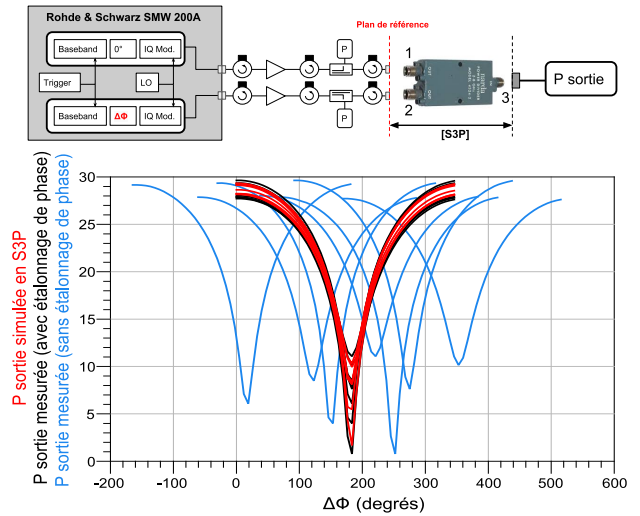 Rohde & Schwarz SMW 200A
Baseband 0° IQ Mod.
Trigger LO
Baseband ΔΦ IQ Mod.
P
P
Plan de référence
1
2
3
[S3P]
P sortie
P sortie simulée en S3P
P sortie mesurée (avec étalonnage de phase)
P sortie mesurée (sans étalonnage de phase)
30
25
20
15
10
5
0
-200 -100 0 100 200 300 400 500 600
ΔΦ (degrés)